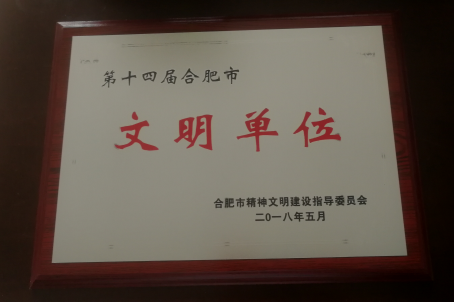 第十四届合肥市
文明单位
合肥市精神文明建设指导委员会
二0一八年五月